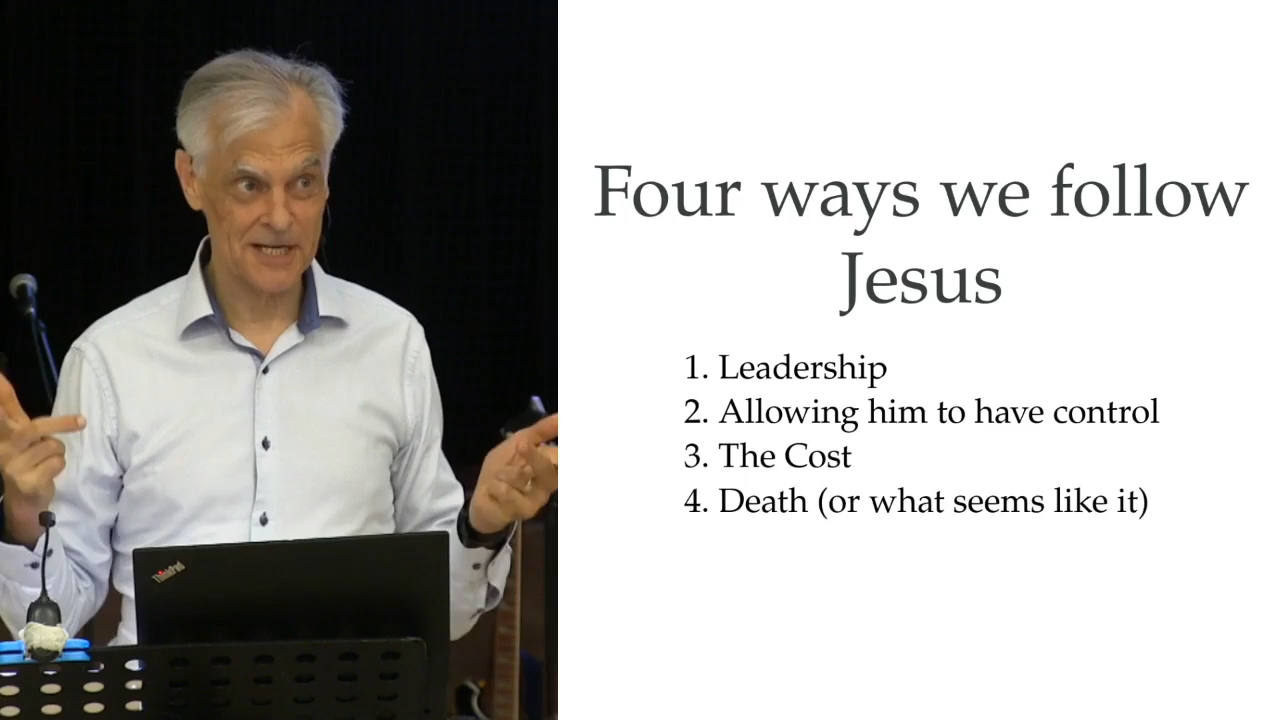 Four ways we follow
Jesus
1. Leadership
2. Allowing him to have control
3. The Cost
4. Death (or what seems like it)
ThinkPad